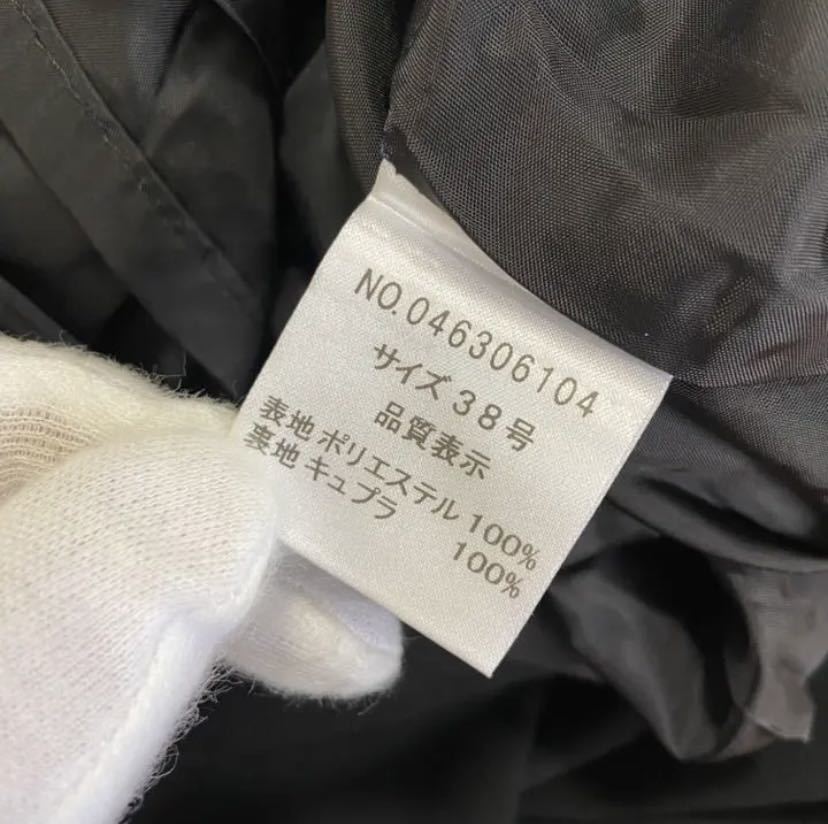 NO.046306104
サイズ38号
品質表示
表地 ポリエステル 100%
裏地 キュプラ 100%